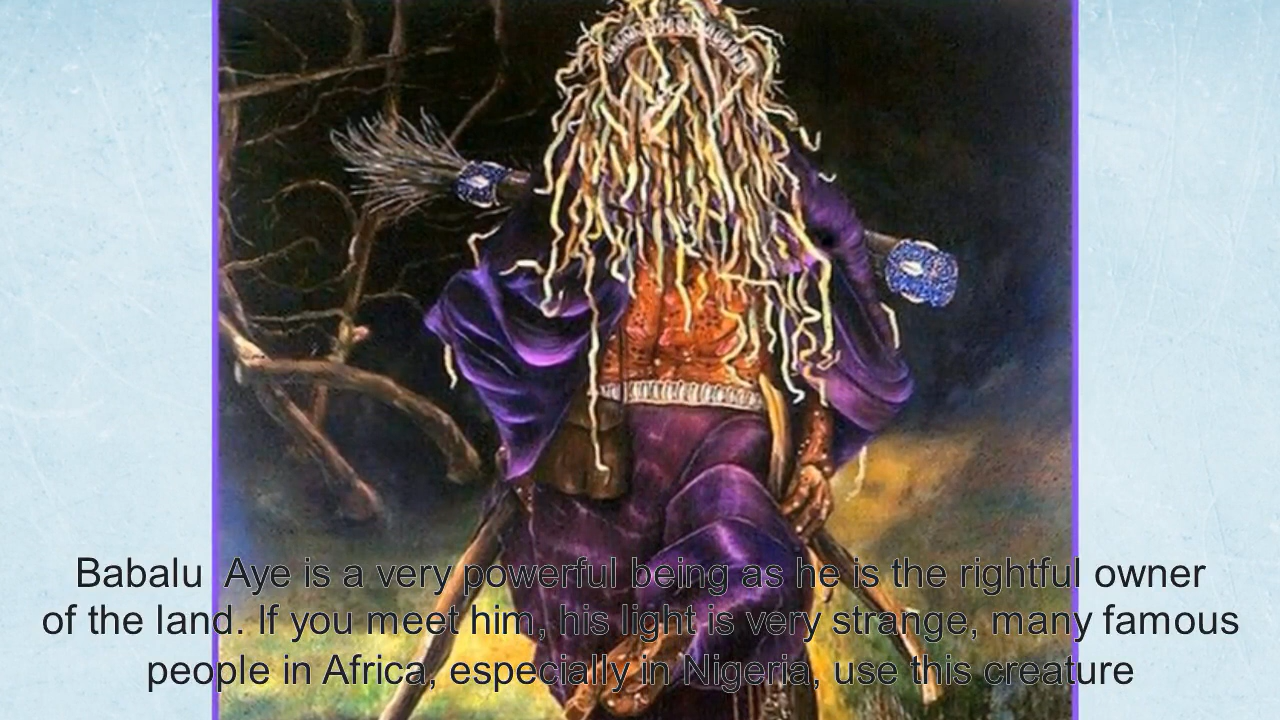 Babalu Aye is a very powerful being as he is the rightful owner
of the land. If you meet him, his light is very strange, many famous
people in Africa, especially in Nigeria, use this creature